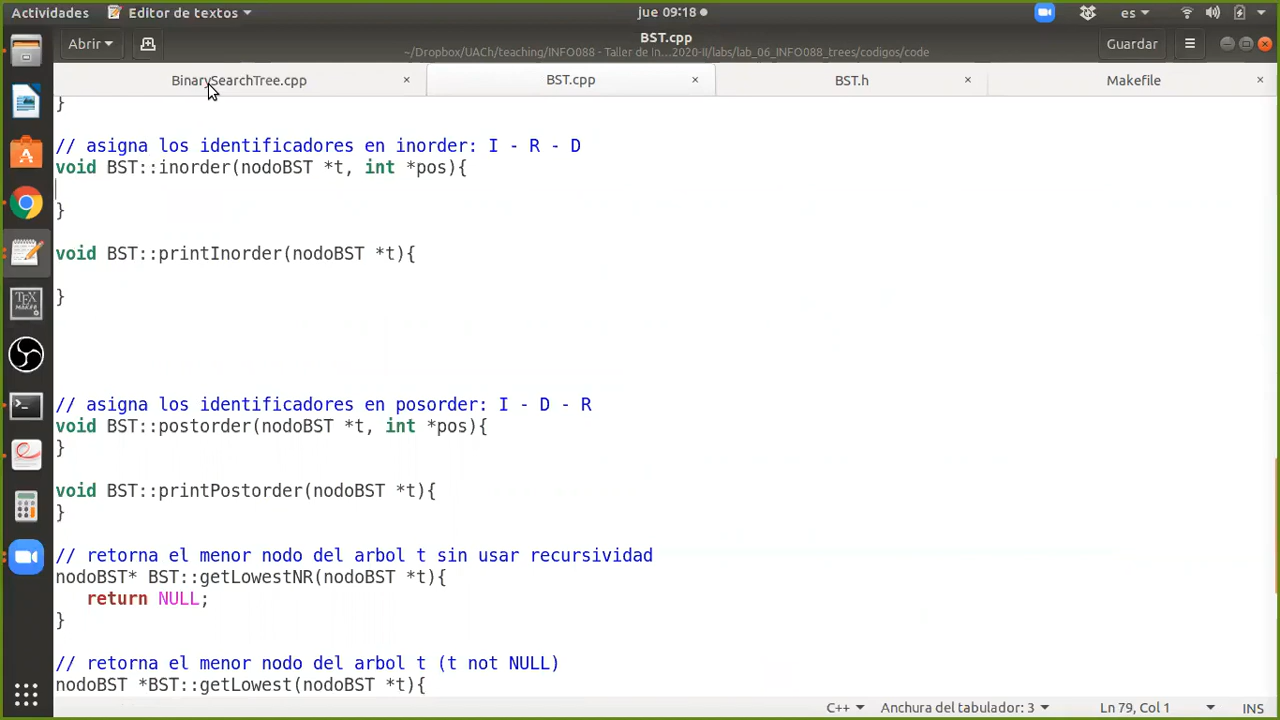 Actividades
Editor de textos
jue 09:18
es
Abrir
BST.cpp
~/Dropbox/UACh/teaching/INFO088 - Taller de In…2020-II/labs/lab_06_INFO088_trees/codigos/code
Guardar
BinarySearchTree.cpp
BST.cpp
BST.h
Makefile
}
// asigna los identificadores en inorder: I - R - D
void BST::inorder(nodoBST *t, int *pos){
}
void BST::printInorder(nodoBST *t){
}
// asigna los identificadores en posorder: I - D - R
void BST::postorder(nodoBST *t, int *pos){
}
void BST::printPostorder(nodoBST *t){
}
// retorna el menor nodo del arbol t sin usar recursividad
nodoBST* BST::getLowestNR(nodoBST *t){
return NULL;
}
// retorna el menor nodo del arbol t (t not NULL)
nodoBST *BST::getLowest(nodoBST *t){
C++
Anchura del tabulador: 3
Ln 79, Col 1
INS